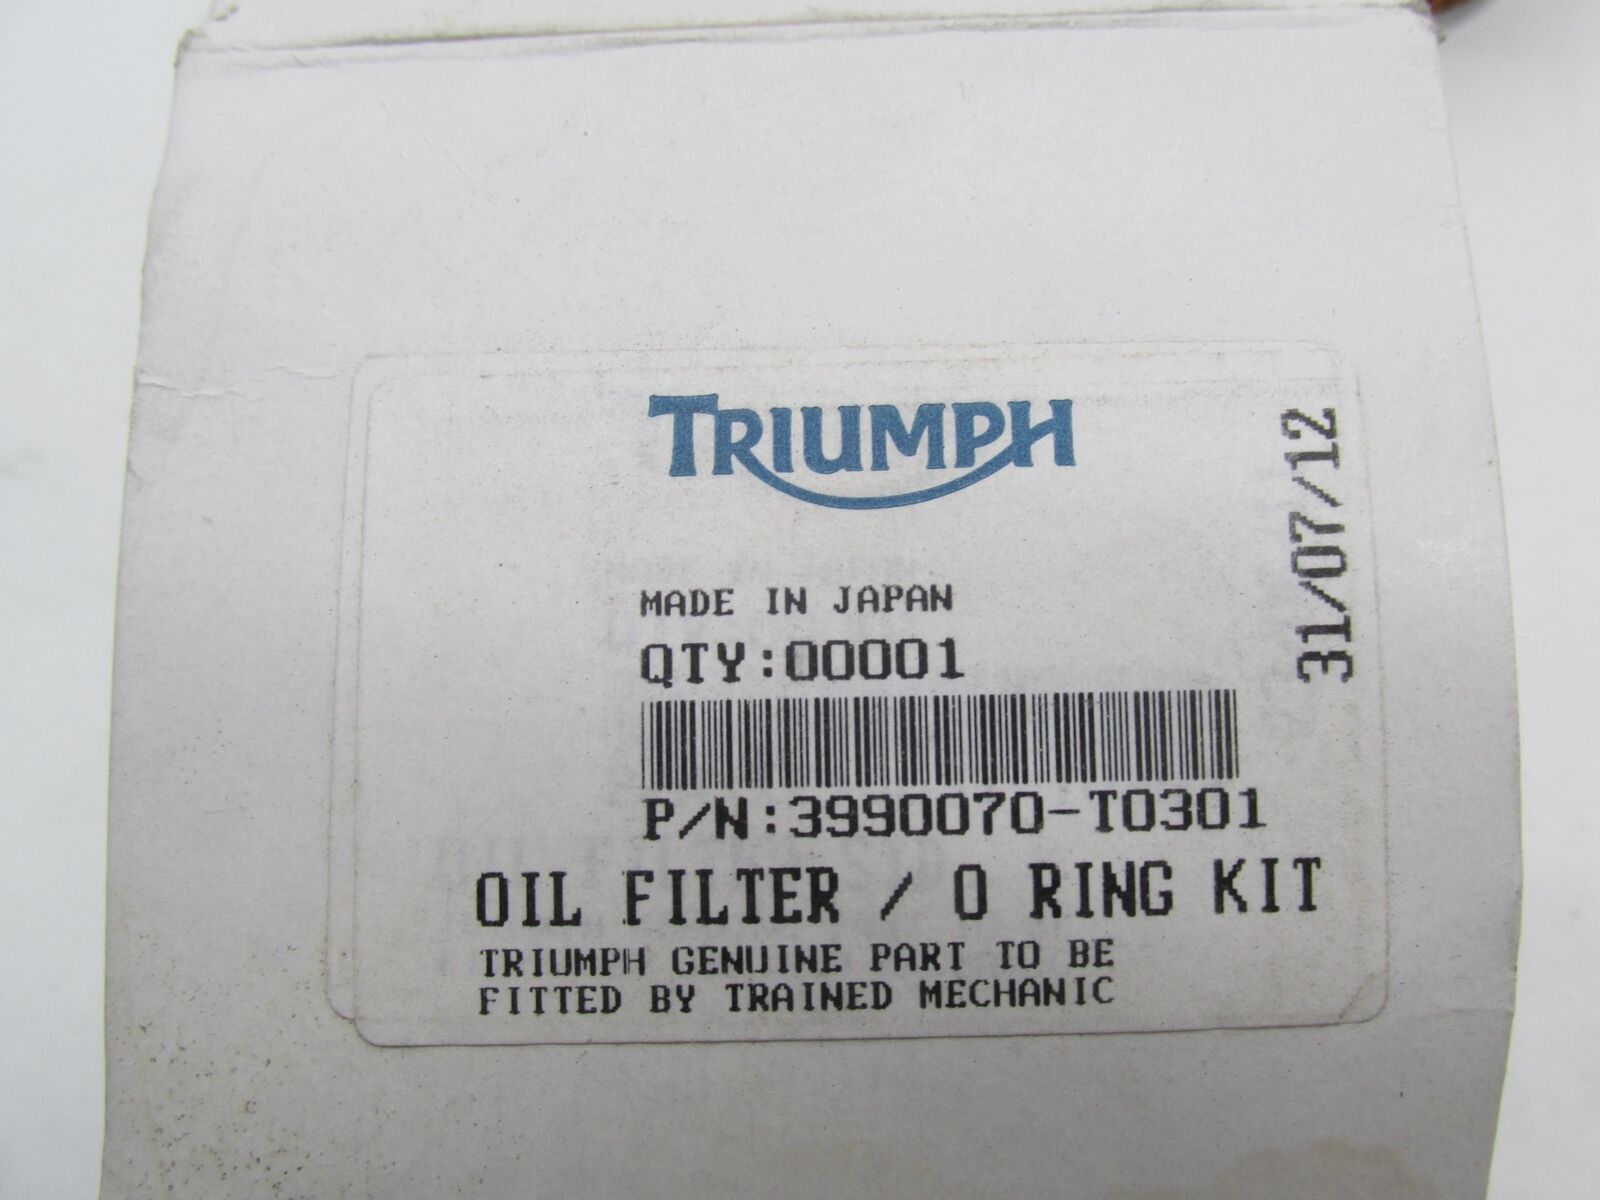 TRIUMPH
MADE IN JAPAN
QTY:00001
P/N:3990070-T0301
OIL FILTER / O RING KIT
TRIUMPH GENUINE PART TO BE
FITTED BY TRAINED MECHANIC
31/07/12